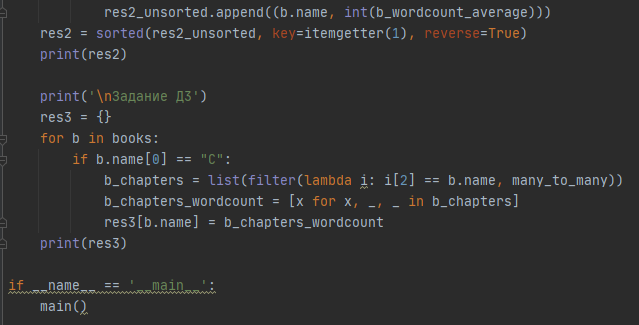 res2_unsorted.append((b.name, int(b_wordcount_average)))
res2 = sorted(res2_unsorted, key=itemgetter(1), reverse=True)
print(res2)
print('\nЗадание Д3')
res3 = {}
for b in books:
if b.name[0] == "С":
b_chapters = list(filter(lambda i: i[2] == b.name, many_to_many))
b_chapters_wordcount = [x for x, _, _ in b_chapters]
res3[b.name] = b_chapters_wordcount
print(res3)
if __name__ == '__main__':
main()